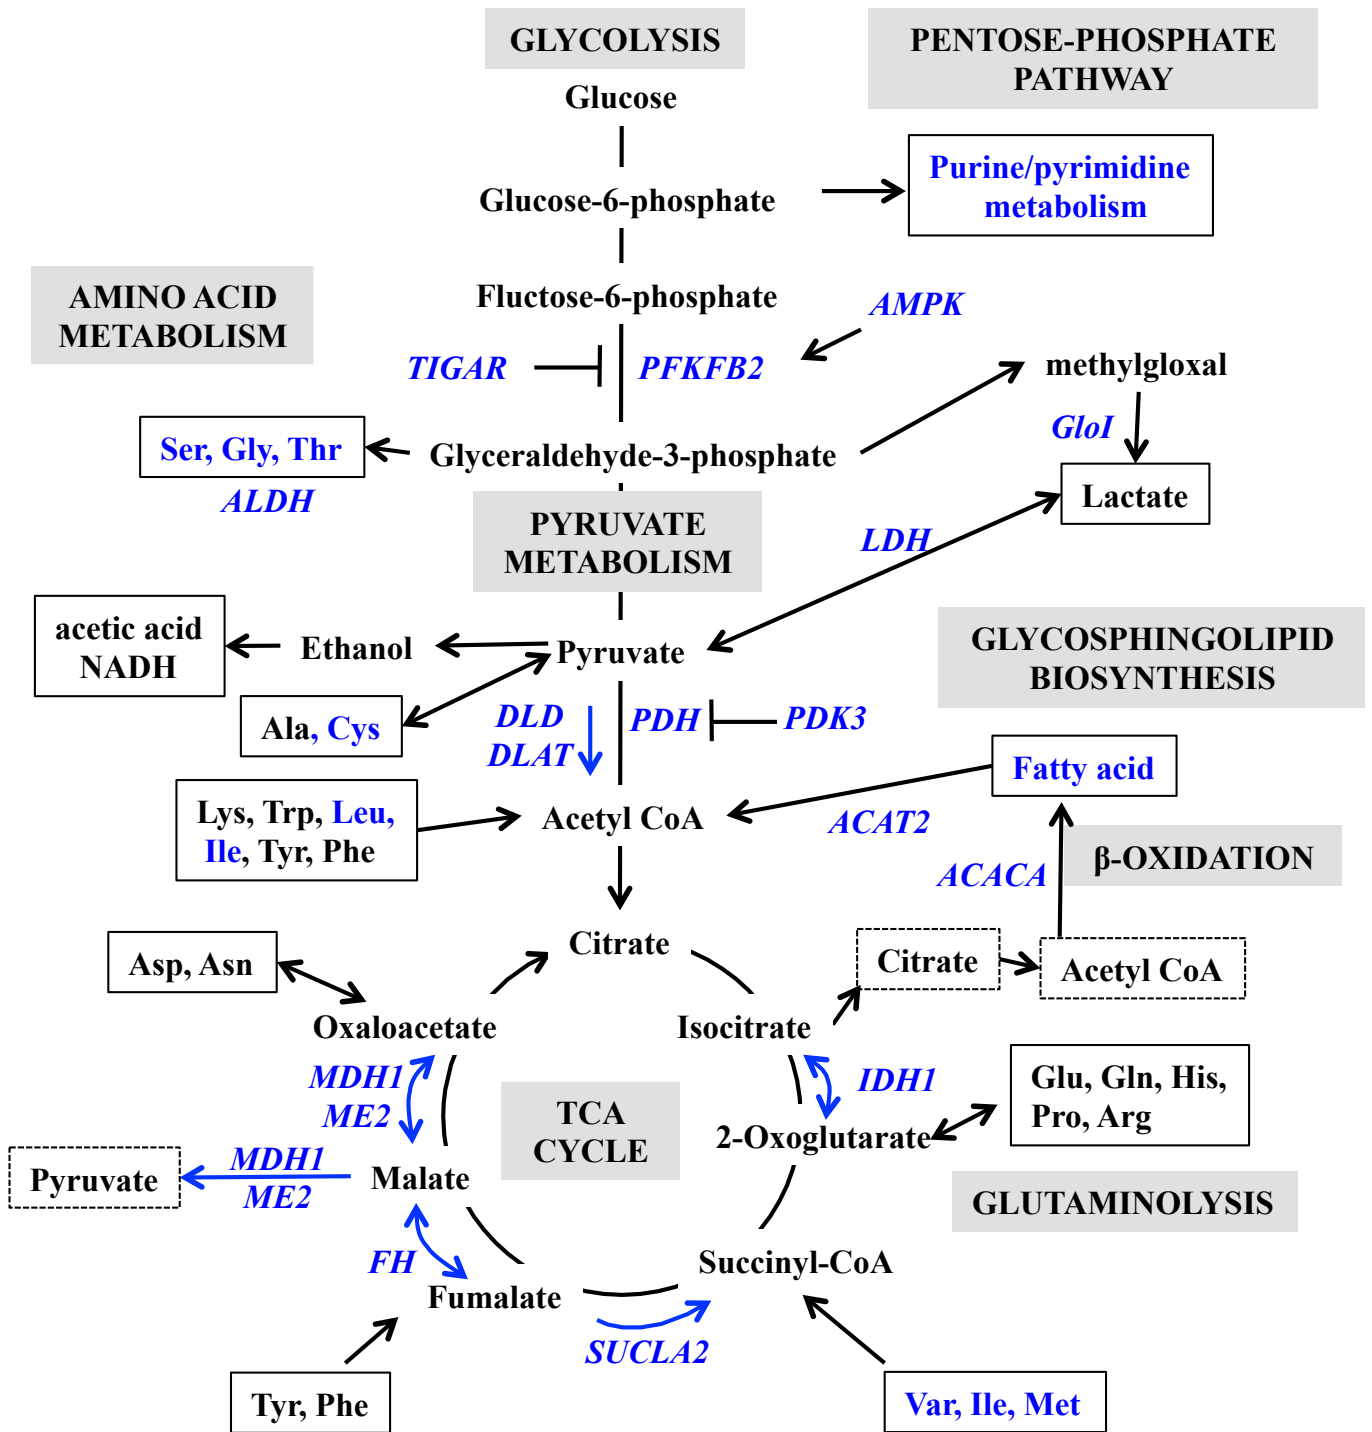 GLYCOLYSIS
PENTOSE-PHOSPHATE
PATHWAY
Glucose
Purine/pyrimidine
metabolism
Glucose-6-phosphate
AMINO ACID
METABOLISM
Fluctose-6-phosphate
AMPK
TIGAR
PFKFB2
methylgloxal
GloI
Ser, Gly, Thr
Glyceraldehyde-3-phosphate
ALDH
Lactate
PYRUVATE
METABOLISM
LDH
acetic acid
NADH
Ethanol
Pyruvate
GLYCOSPHINGOLIPID
BIOSYNTHESIS
Ala, Cys
DLD
DLAT
PDH
PDK3
Fatty acid
Lys, Trp, Leu,
Ile, Tyr, Phe
Acetyl CoA
ACAT2
ACACA
β-OXIDATION
Asp, Asn
Citrate
Citrate
Acetyl CoA
Oxaloacetate
Isocitrate
MDH1
ME2
TCA
CYCLE
IDH1
Glu, Gln, His,
Pro, Arg
2-Oxoglutarate
Pyruvate
MDH1
ME2
Malate
GLUTAMINOLYSIS
FH
Succinyl-CoA
Fumalate
SUCLA2
Tyr, Phe
Var, Ile, Met